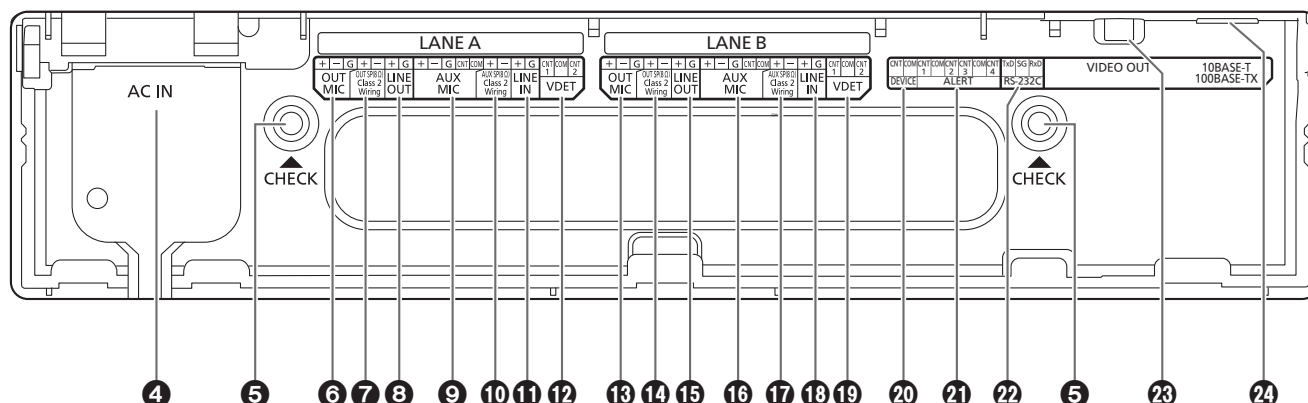 LANE A
LANE B
+ − G + − + G + − G CNT COM + − + G CNT 1 COM CNT 2
OUT MIC OUT SP(8 Ω) Class 2 Wiring LINE OUT AUX MIC AUX SP(8 Ω) Class 2 Wiring LINE IN VDET
+ − G + − + G + − G CNT COM + − + G CNT 1 COM CNT 2
OUT MIC OUT SP(8 Ω) Class 2 Wiring LINE OUT AUX MIC AUX SP(8 Ω) Class 2 Wiring LINE IN VDET
CNT COM CNT 1 COM CNT 2 CNT 3 COM CNT 4 TxD SG RxD
DEVICE ALERT RS-232C
VIDEO OUT
10BASE-T
100BASE-TX
AC IN
CHECK
CHECK
4 5 6 7 8 9 10 11 12 13 14 15 16 17 18 19 20 21 22 5 23 24